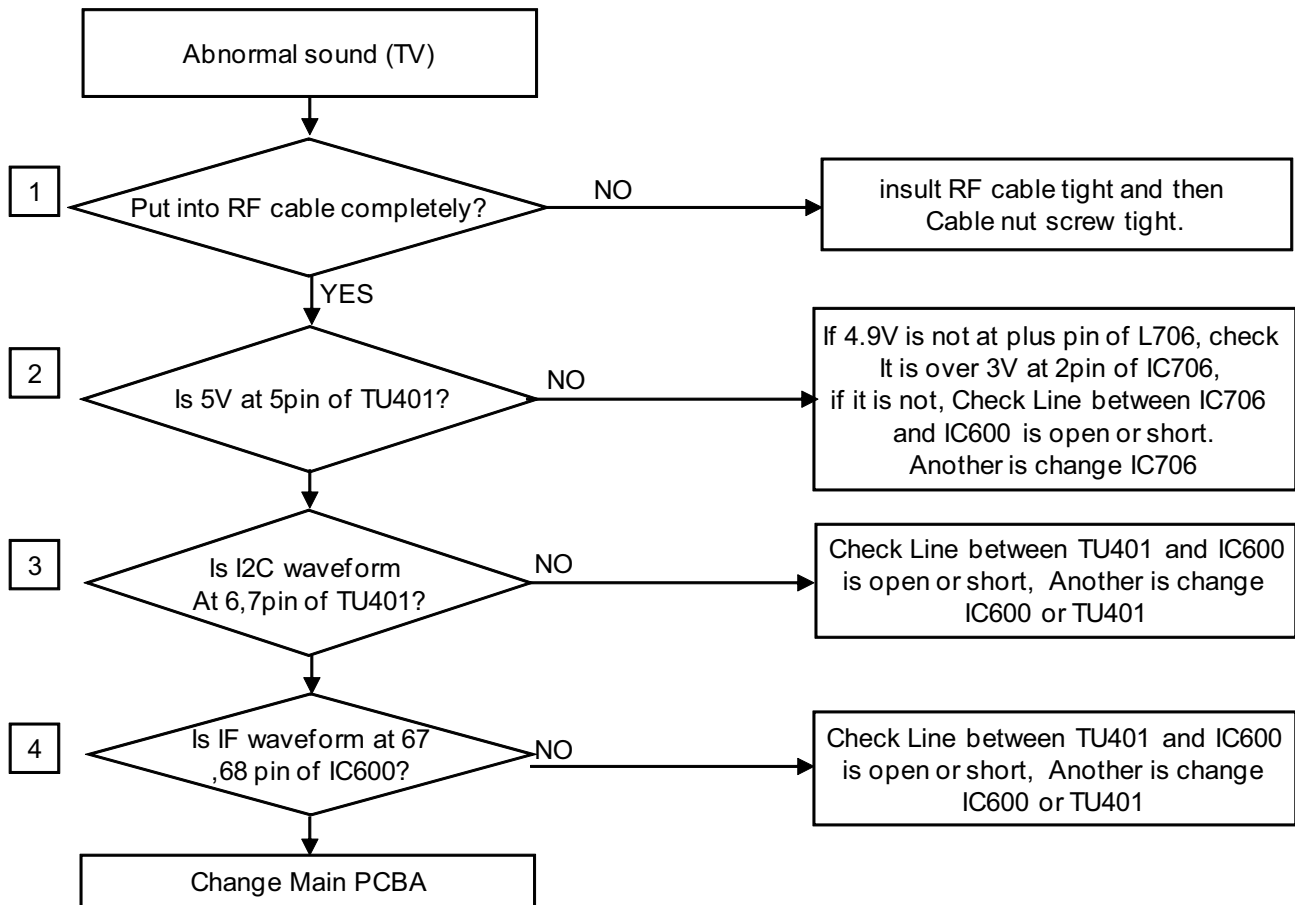 Abnormal sound (TV)
1
Put into RF cable completely?
NO
insult RF cable tight and then
Cable nut screw tight.
YES
2
Is 5V at 5pin of TU401?
NO
If 4.9V is not at plus pin of L706, check
It is over 3V at 2pin of IC706,
if it is not, Check Line between IC706
and IC600 is open or short.
Another is change IC706
3
Is I2C waveform
At 6,7pin of TU401?
NO
Check Line between TU401 and IC600
is open or short, Another is change
IC600 or TU401
4
Is IF waveform at 67
,68 pin of IC600?
NO
Check Line between TU401 and IC600
is open or short, Another is change
IC600 or TU401
Change Main PCBA